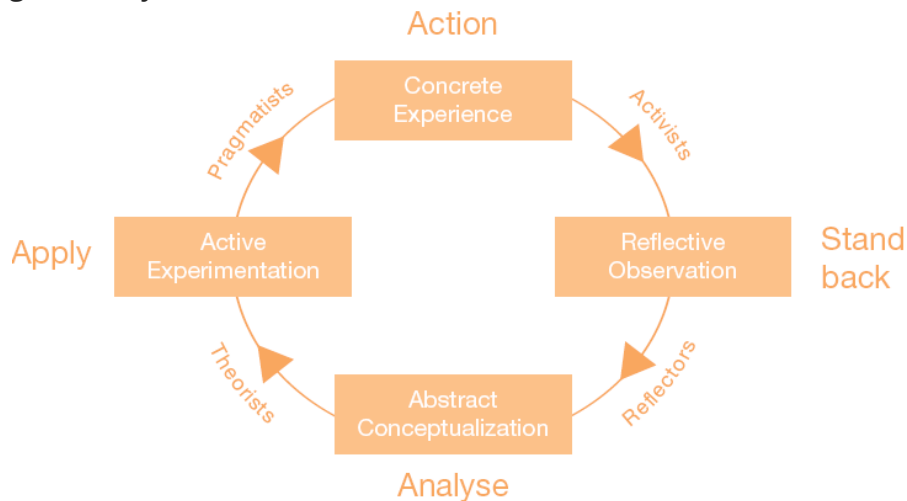 Action
Concrete
Experience
Pragmatists
Activists
Apply
Active
Experimentation
Reflective
Observation
Stand
back
Theorists
Reflectors
Abstract
Conceptualization
Analyse